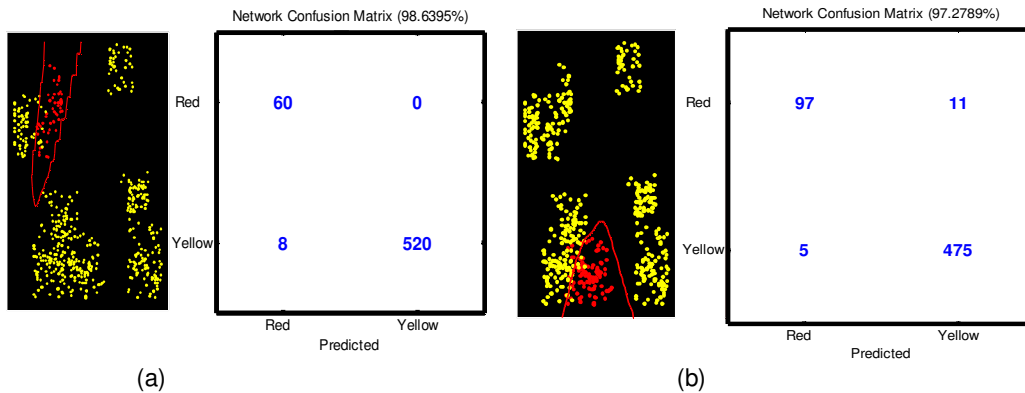 Network Confusion Matrix (98.6395%)
Red 60 0
Yellow 8 520
Red Yellow
Predicted
(a)
Network Confusion Matrix (97.2789%)
Red 97 11
Yellow 5 475
Red Yellow
Predicted
(b)